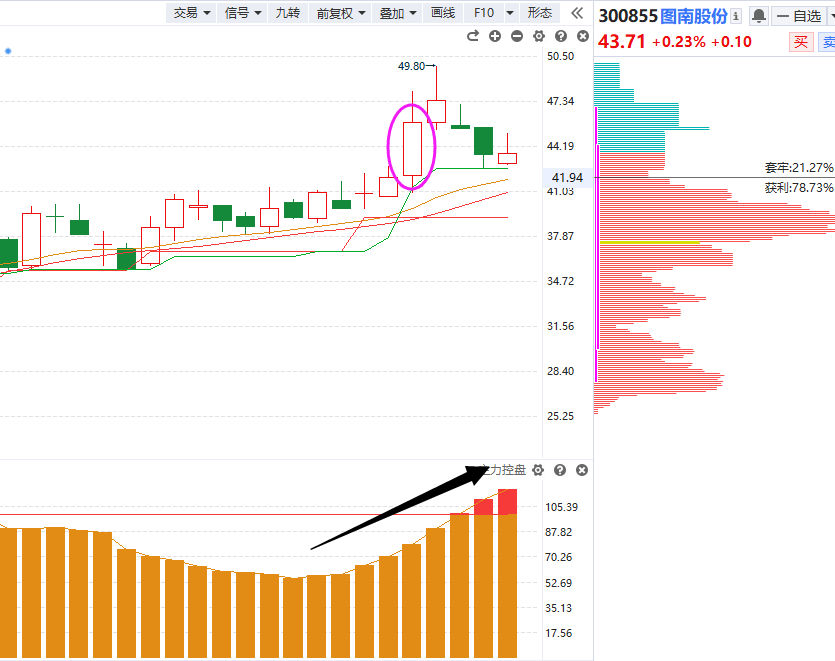 交易 信号 九转 前复权 叠加 画线 F10 形态
300855 图南股份 i 一 自选
43.71 +0.23% +0.10 买 卖
49.80
50.50
47.34
44.19
41.94
41.03
37.87
34.72
31.56
28.40
25.25
套牢:21.27%
获利:78.73%
力控盘
105.39
87.82
70.26
52.69
35.13
17.56